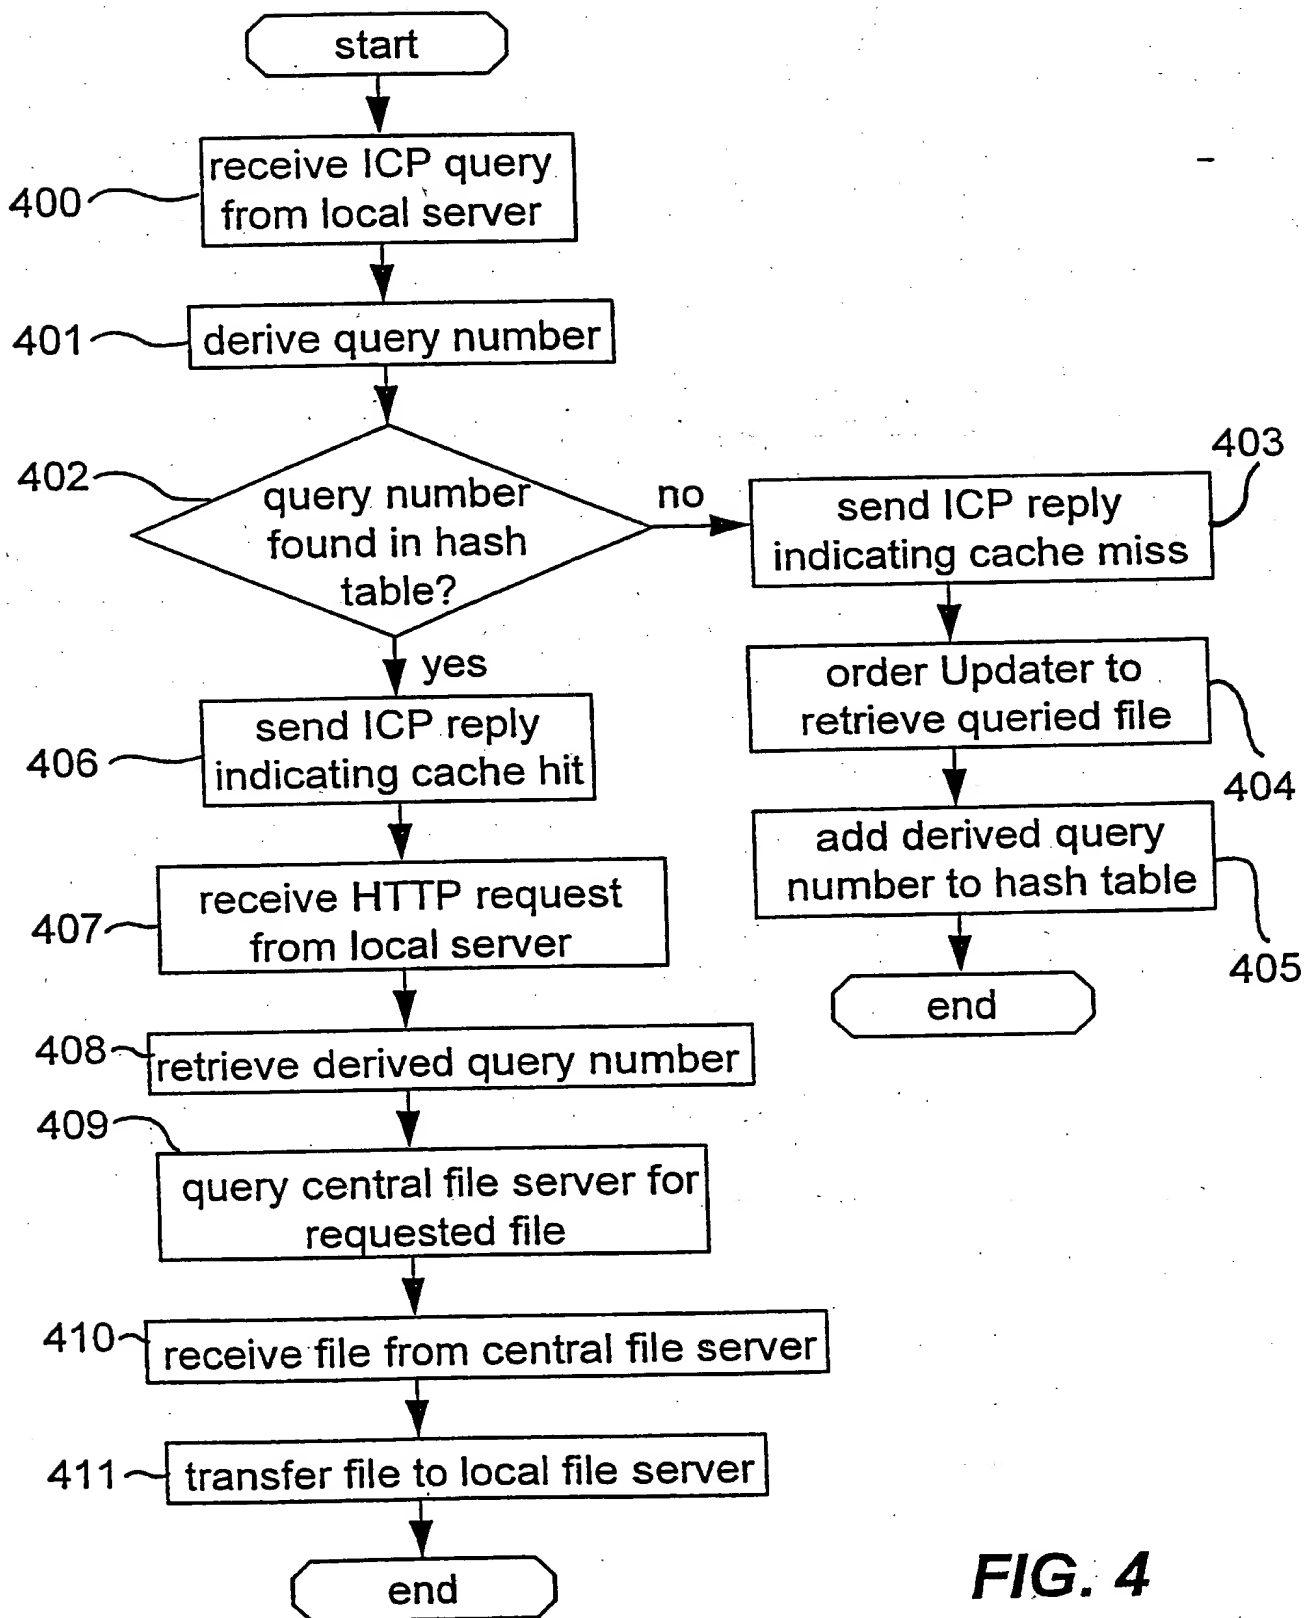 start
400
receive ICP query
from local server
401
derive query number
402
query number
found in hash
table?
no
403
send ICP reply
indicating cache miss
order Updater to
retrieve queried file
404
add derived query
number to hash table
405
end
yes
406
send ICP reply
indicating cache hit
407
receive HTTP request
from local server
408
retrieve derived query number
409
query central file server for
requested file
410
receive file from central file server
411
transfer file to local file server
end
FIG. 4